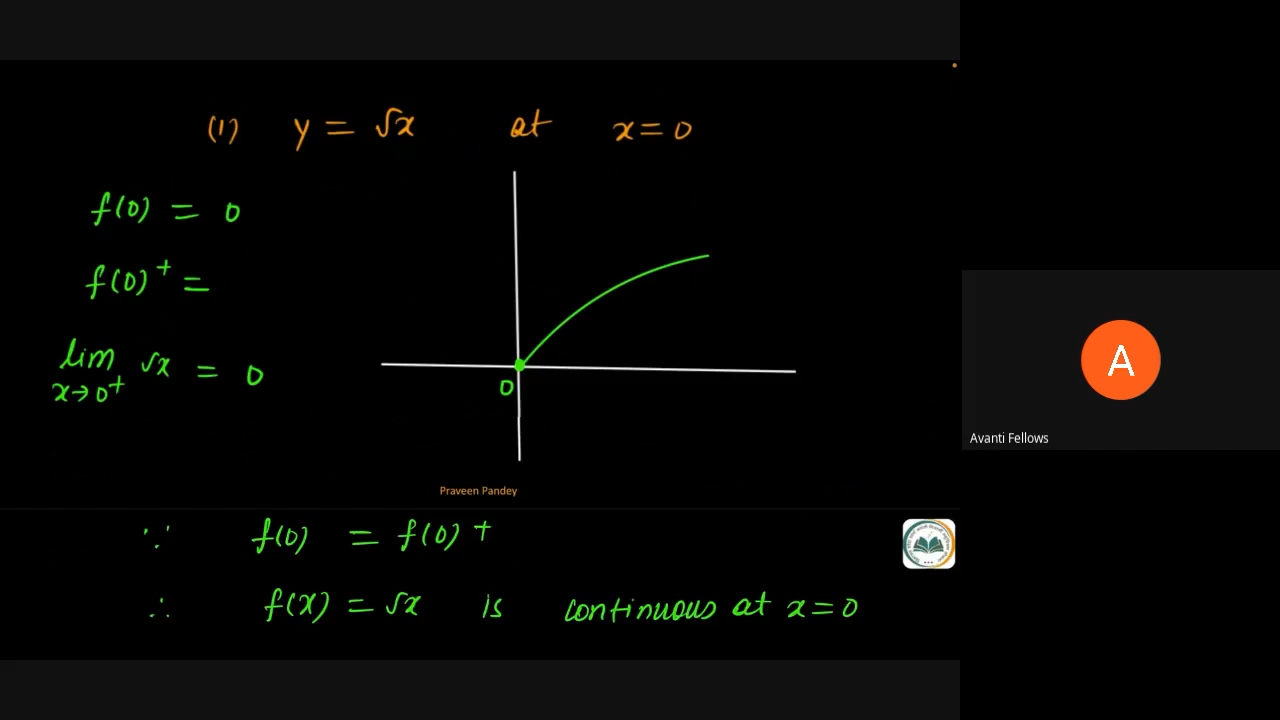 (1) y = √x at x = 0
f(0) = 0
f(0)⁺ =
lim x→0⁺ √x = 0
0
Praveen Pandey
∵ f(0) = f(0)+
∴ f(x) = √x is continuous at x = 0
A
Avanti Fellows